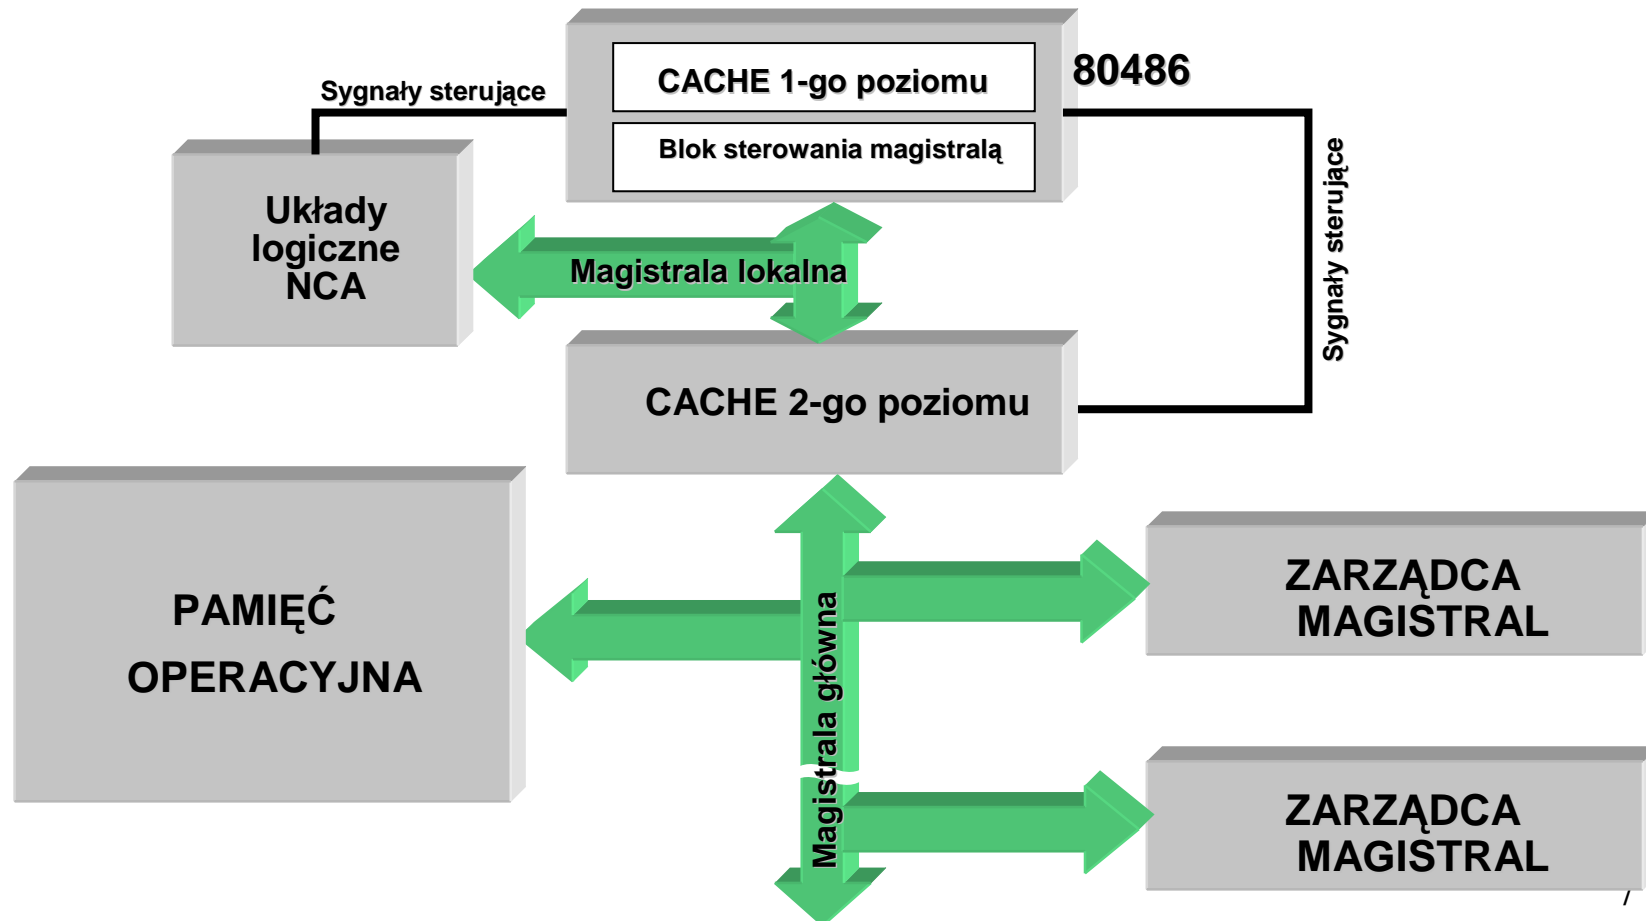 CACHE 1-go poziomu
80486
Sygnały sterujące
Blok sterowania magistralą
Sygnały sterujące
Układy
logiczne
NCA
Magistrala lokalna
CACHE 2-go poziomu
PAMIĘĆ
OPERACYJNA
Magistrala główna
ZARZĄDCA
MAGISTRAL
ZARZĄDCA
MAGISTRAL
/